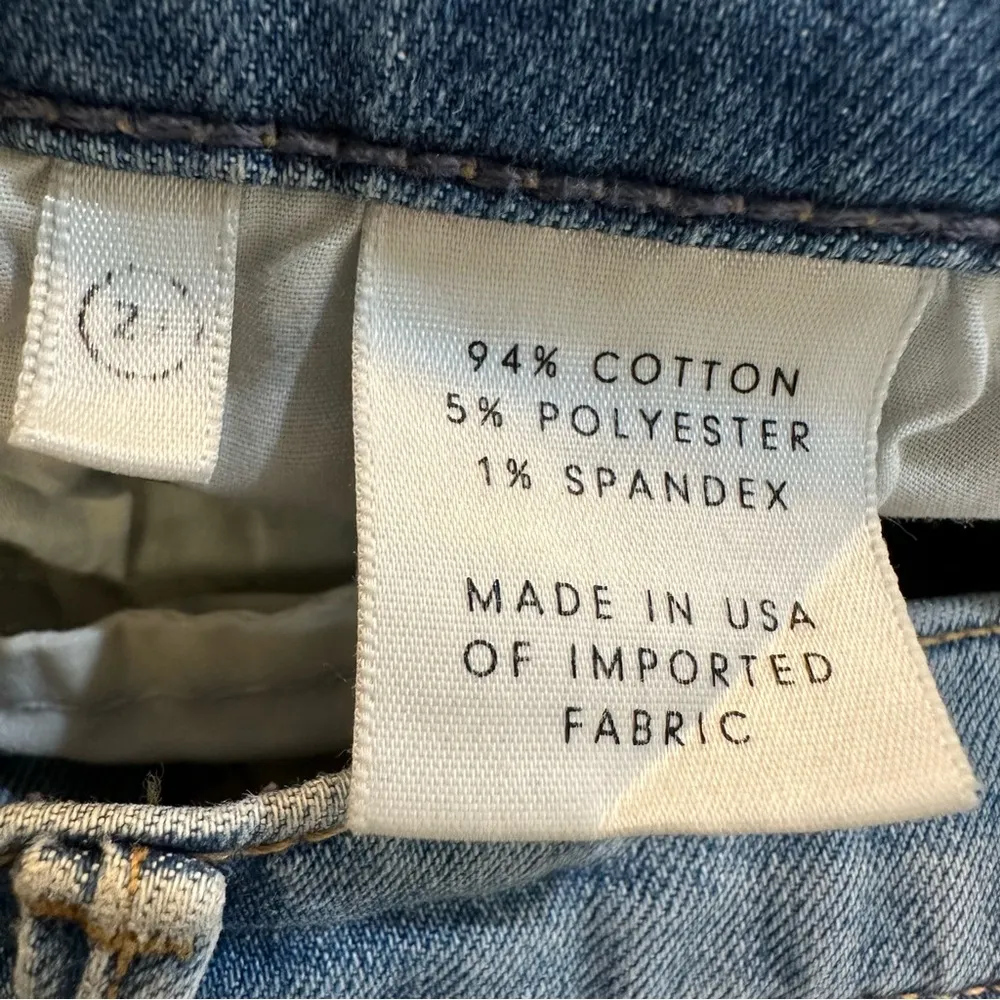 94% COTTON
5% POLYESTER
1% SPANDEX
MADE IN USA
OF IMPORTED
FABRIC